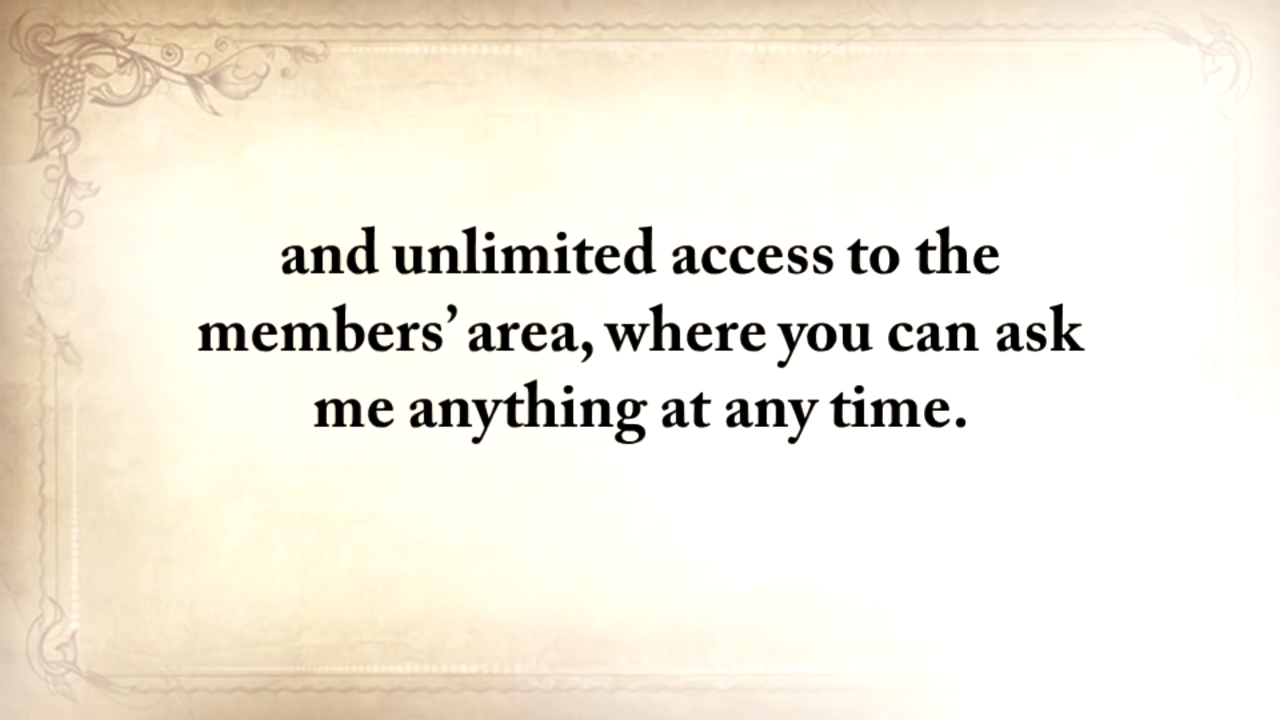 and unlimited access to the
members’ area, where you can ask
me anything at any time.